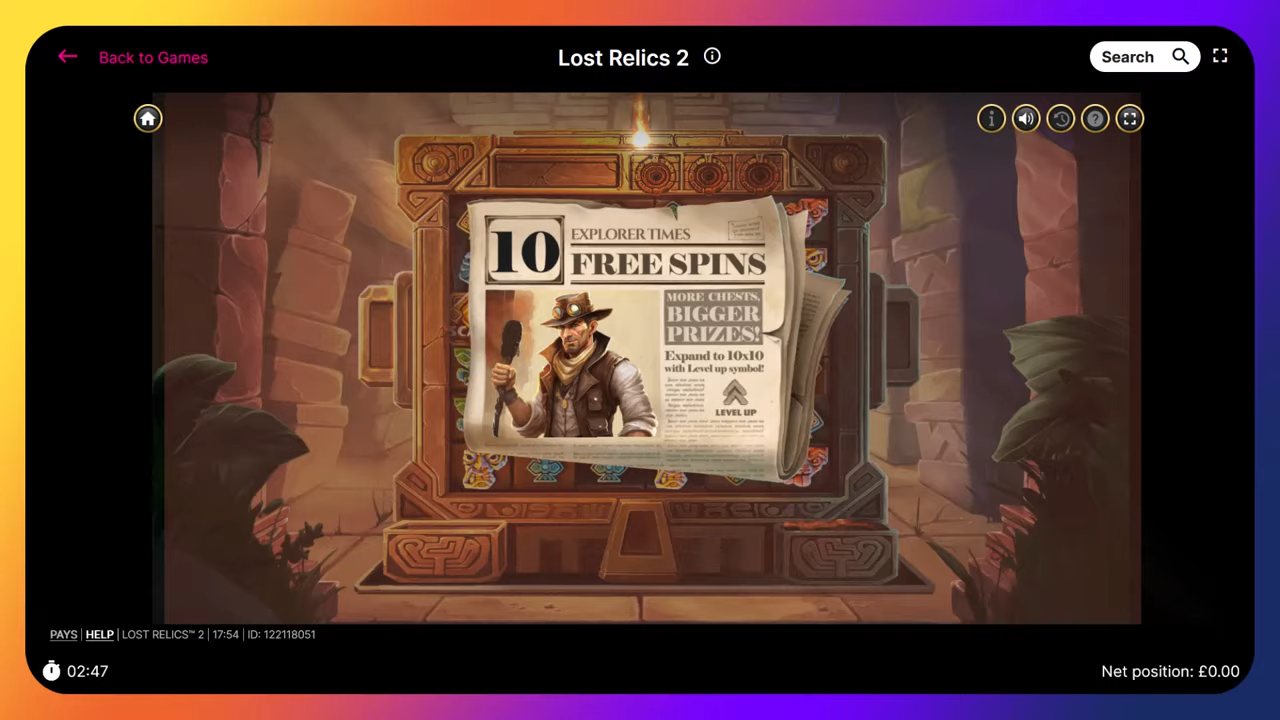 Back to Games
Lost Relics 2
Search
10
EXPLORER TIMES
FREE SPINS
MORE CHESTS,
BIGGER
PRIZES!
Expand to 10x10
with Level up symbol!
LEVEL UP
PAYS | HELP | LOST RELICS™ 2 | 17:54 | ID: 122118051
02:47
Net position: £0.00